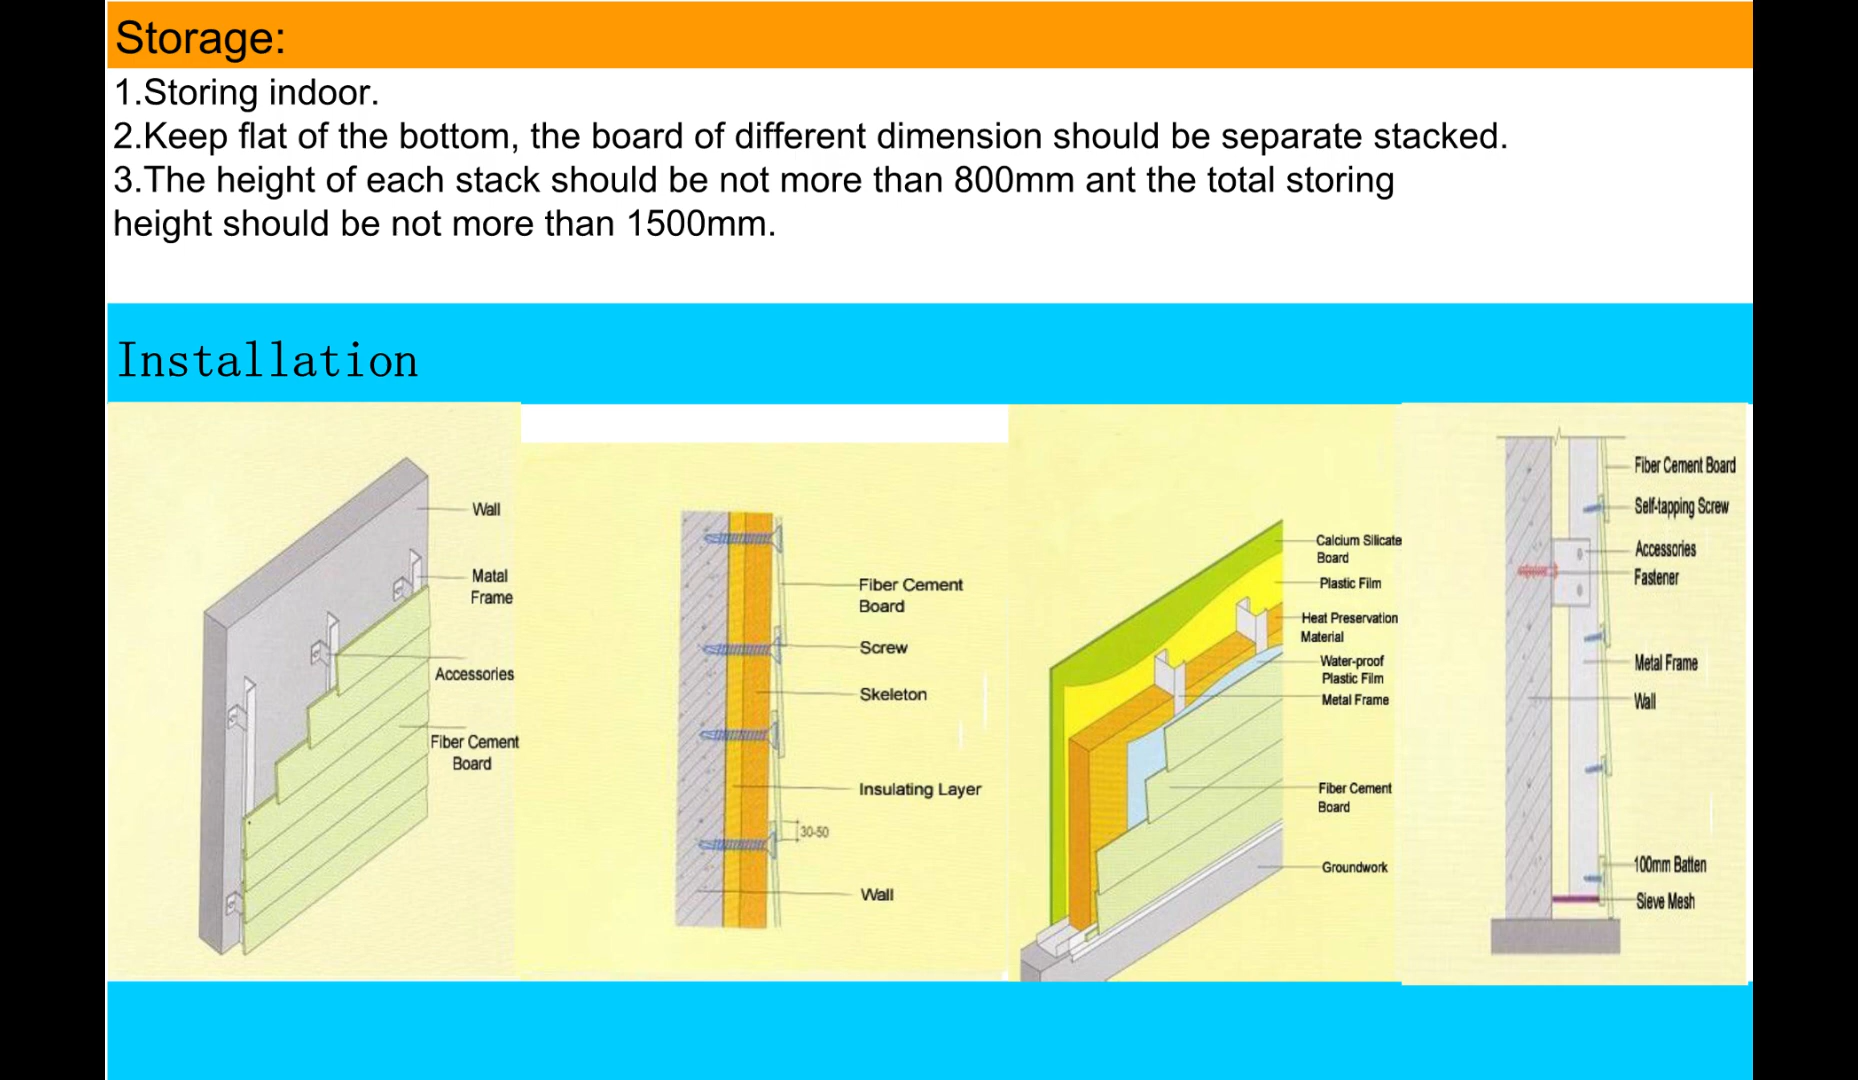 Storage:
1.Storing indoor.
2.Keep flat of the bottom, the board of different dimension should be separate stacked.
3.The height of each stack should be not more than 800mm ant the total storing
height should be not more than 1500mm.
Installation
Wall
Matal
Frame
Accessories
Fiber Cement
Board
Fiber Cement
Board
Screw
Skeleton
Insulating Layer
30-50
Wall
Calcium Silicate
Board
Plastic Film
Heat Preservation
Material
Water-proof
Plastic Film
Metal Frame
Fiber Cement
Board
Groundwork
Fiber Cement Board
Self-tapping Screw
Accessories
Fastener
Metal Frame
Wall
100mm Batten
Sieve Mesh